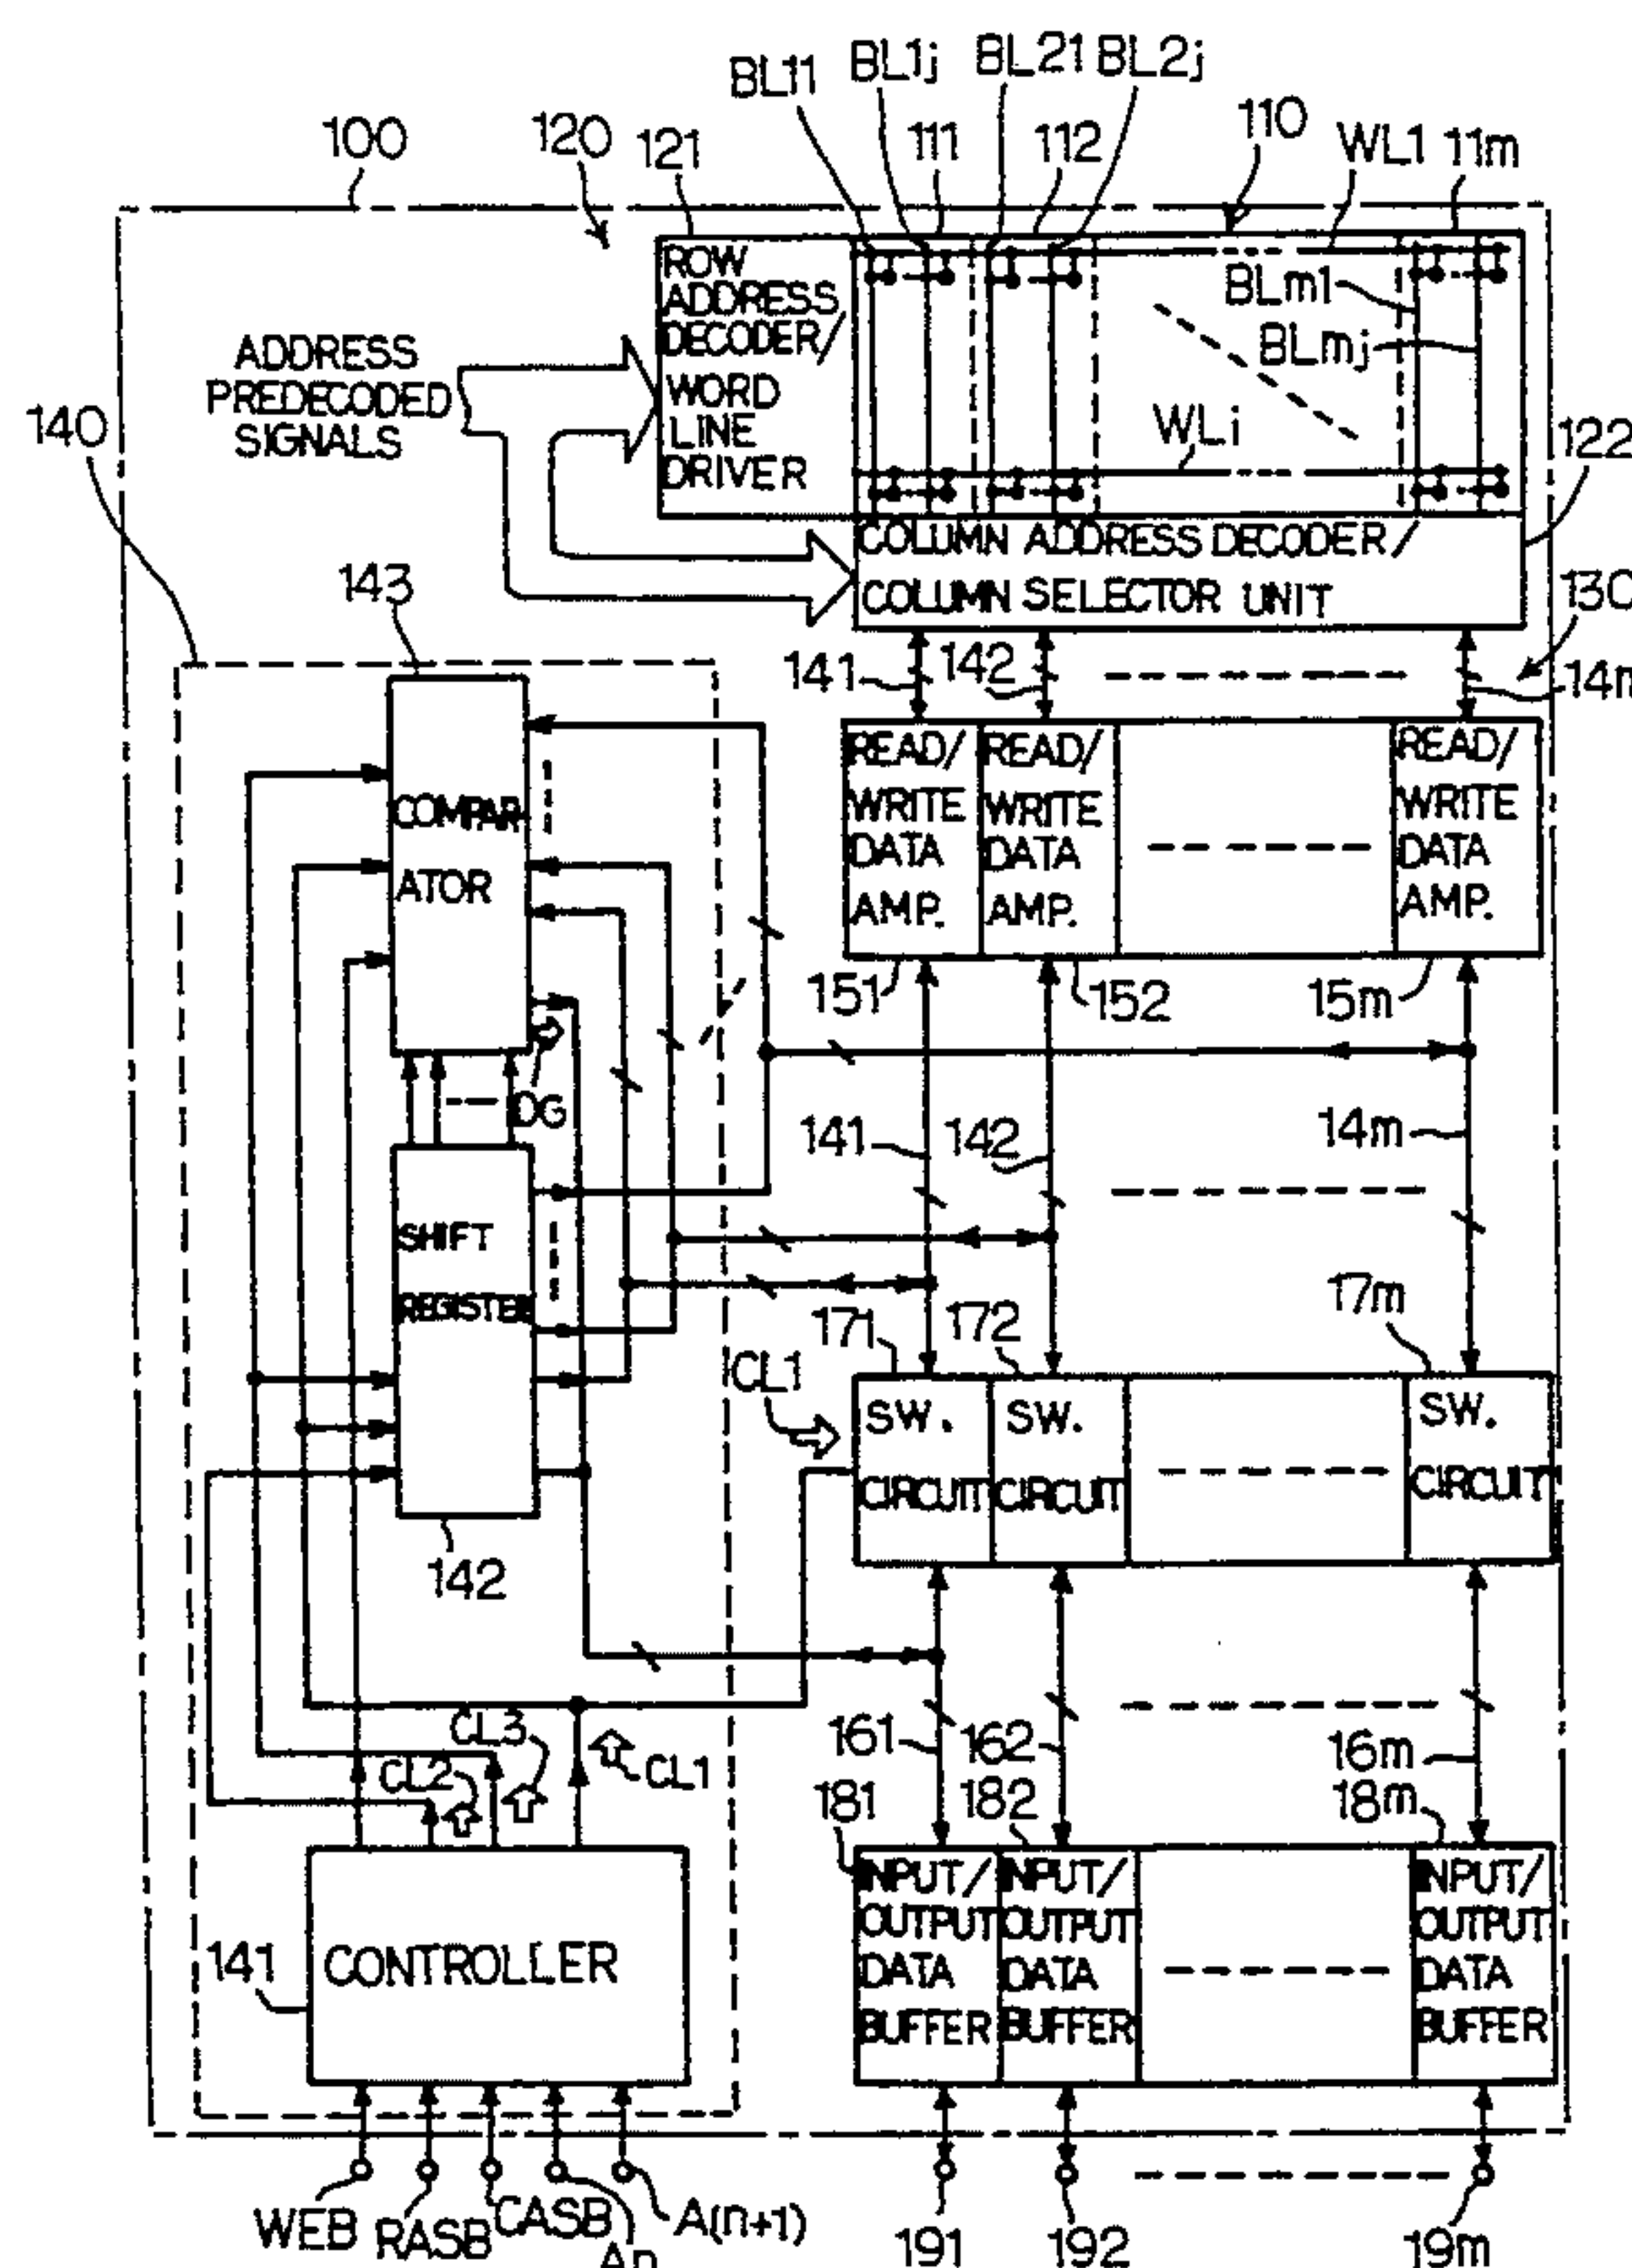 BL11 BL1j BL21 BL2j
100 120 121 111 112 110 WL1 11m
ROW
ADDRESS
DECODER/
WORD
LINE
DRIVER
BLm1
BLmj
WLi
ADDRESS
PREDECODED
SIGNALS
140
122
COLUMN ADDRESS DECODER/
COLUMN SELECTOR UNIT
143
130
141 142
COMPAR
ATOR
READ/
WRITE
DATA
AMP.
READ/
WRITE
DATA
AMP.
READ/
WRITE
DATA
AMP.
151 152 15m
DG
141 142 14m
SHIFT
REGISTER
171 172 17m
CL1
SW.
CIRCUIT
SW.
CIRCUIT
SW.
CIRCUIT
142
161 162 16m
CL3
CL2
CL1
181 182 18m
141
CONTROLLER
INPUT/
OUTPUT
DATA
BUFFER
INPUT/
OUTPUT
DATA
BUFFER
INPUT/
OUTPUT
DATA
BUFFER
WEB RASB CASB An A(n+1)
191 192 19m